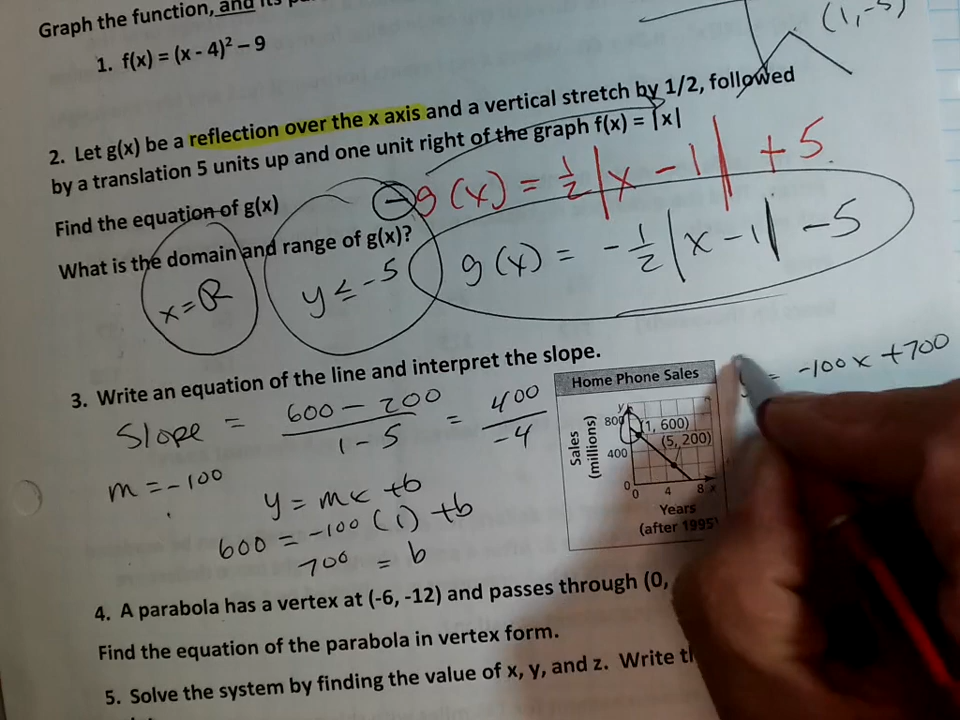 Graph the function, and its
1. f(x) = (x - 4)² – 9
(1, -5)
2. Let g(x) be a reflection over the x axis and a vertical stretch by 1/2, followed
by a translation 5 units up and one unit right of the graph f(x) = |x|
Find the equation of g(x)
What is the domain and range of g(x)?
- g(x) = 1/2 |x - 1| + 5
g(x) = - 1/2 |x - 1| - 5
x = ℝ
y ≤ -5
3. Write an equation of the line and interpret the slope.
Slope = 600 - 200 / 1 - 5 = 400 / -4
m = -100
y = mx + b
600 = -100 (1) + b
700 = b
Home Phone Sales
Sales
(millions)
y
800
400
0
(1, 600)
(5, 200)
0 4 8 x
Years
(after 1995
= -100x + 700
4. A parabola has a vertex at (-6, -12) and passes through (0,
Find the equation of the parabola in vertex form.
5. Solve the system by finding the value of x, y, and z. Write